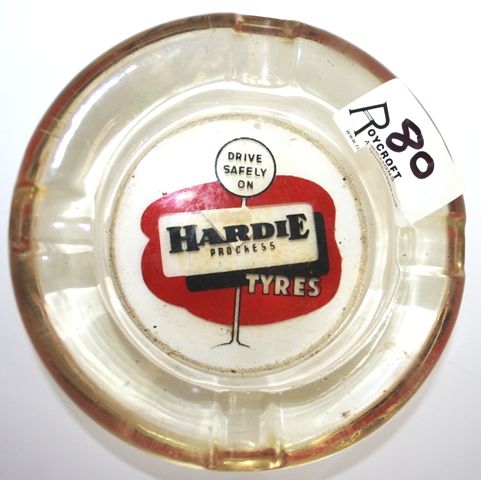 DRIVE
SAFELY
ON
HARDIE
PROGRESS
TYRES
ROYCROFT
80